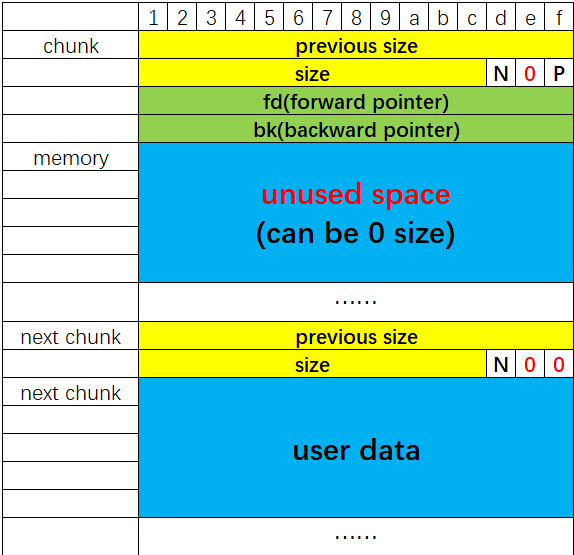 1 2 3 4 5 6 7 8 9 a b c d e f
chunk previous size
size N 0 P
fd(forward pointer)
bk(backward pointer)
memory
unused space
(can be 0 size)
......
next chunk previous size
size N 0 0
next chunk
user data
......